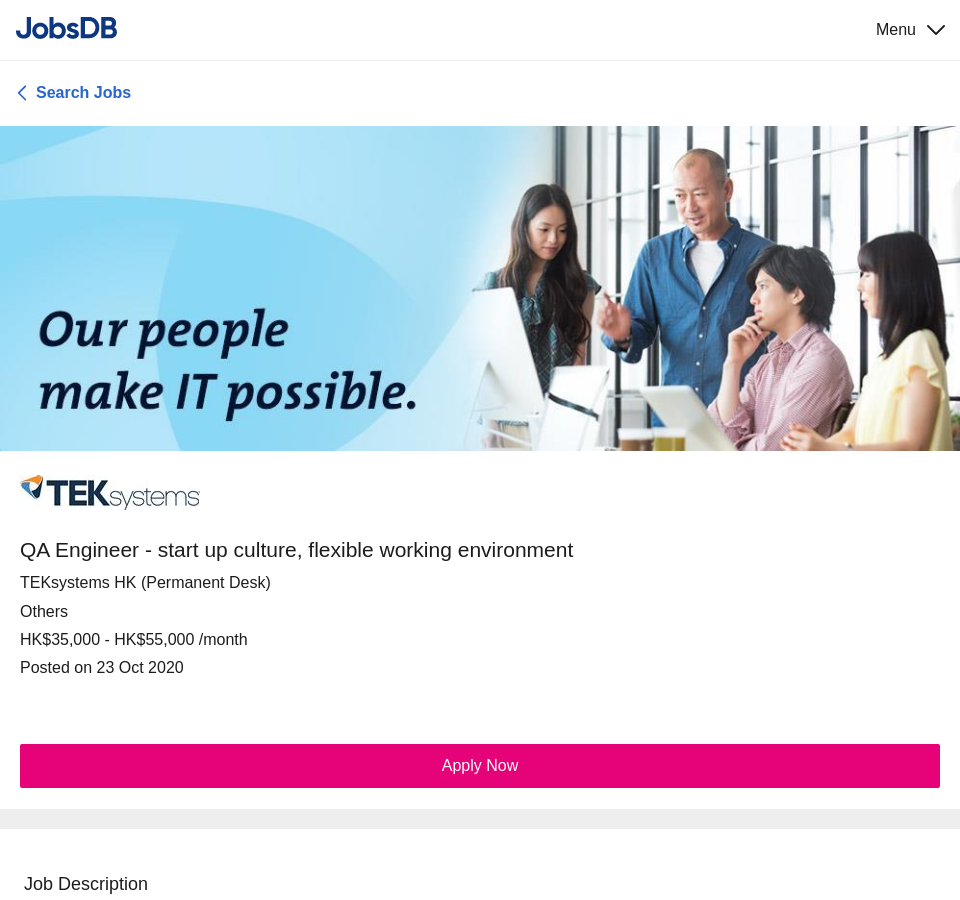 JobsDB
Menu
Search Jobs
Our people
make IT possible.
TEKsystems
QA Engineer - start up culture, flexible working environment
TEKsystems HK (Permanent Desk)
Others
HK$35,000 - HK$55,000 /month
Posted on 23 Oct 2020
Apply Now
Job Description